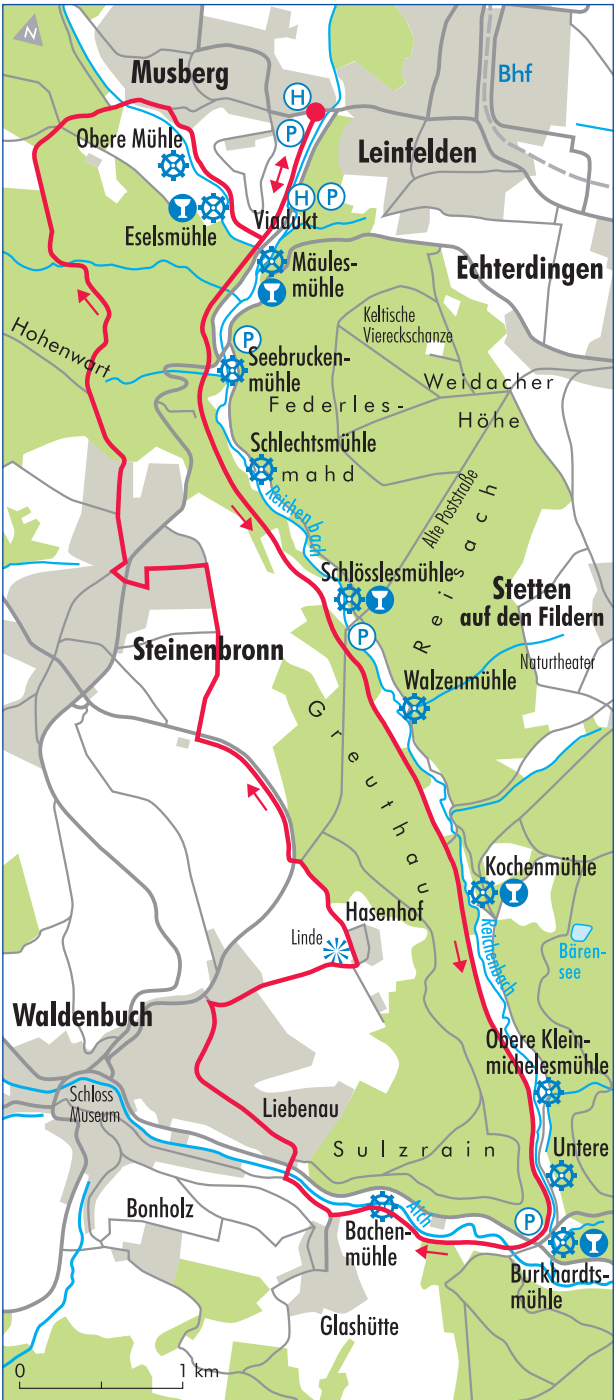 N
Musberg
Bhf
H
P
Obere Mühle
Leinfelden
H P
Viadukt
Eselsmühle
Mäules-
mühle
Echterdingen
Keltische
Viereckschanze
Hohenwart
P
Seebrucken-
mühle
Weidacher
Höhe
Federles-
mahd
Schlechtsmühle
Reichenbach
Alte Poststraße
Reisach
Schlösslesmühle
P
Stetten
auf den Fildern
Steinenbronn
Naturtheater
Walzenmühle
Greuthau
Kochenmühle
Hasenhof
Linde
Reichenbach
Bären-
see
Waldenbuch
Obere Klein-
michelesmühle
Schloss
Museum
Liebenau
Sulzrain
Untere
Bonholz
Aich
P
Bachen-
mühle
Burkhardts-
mühle
Glashütte
0 1 km